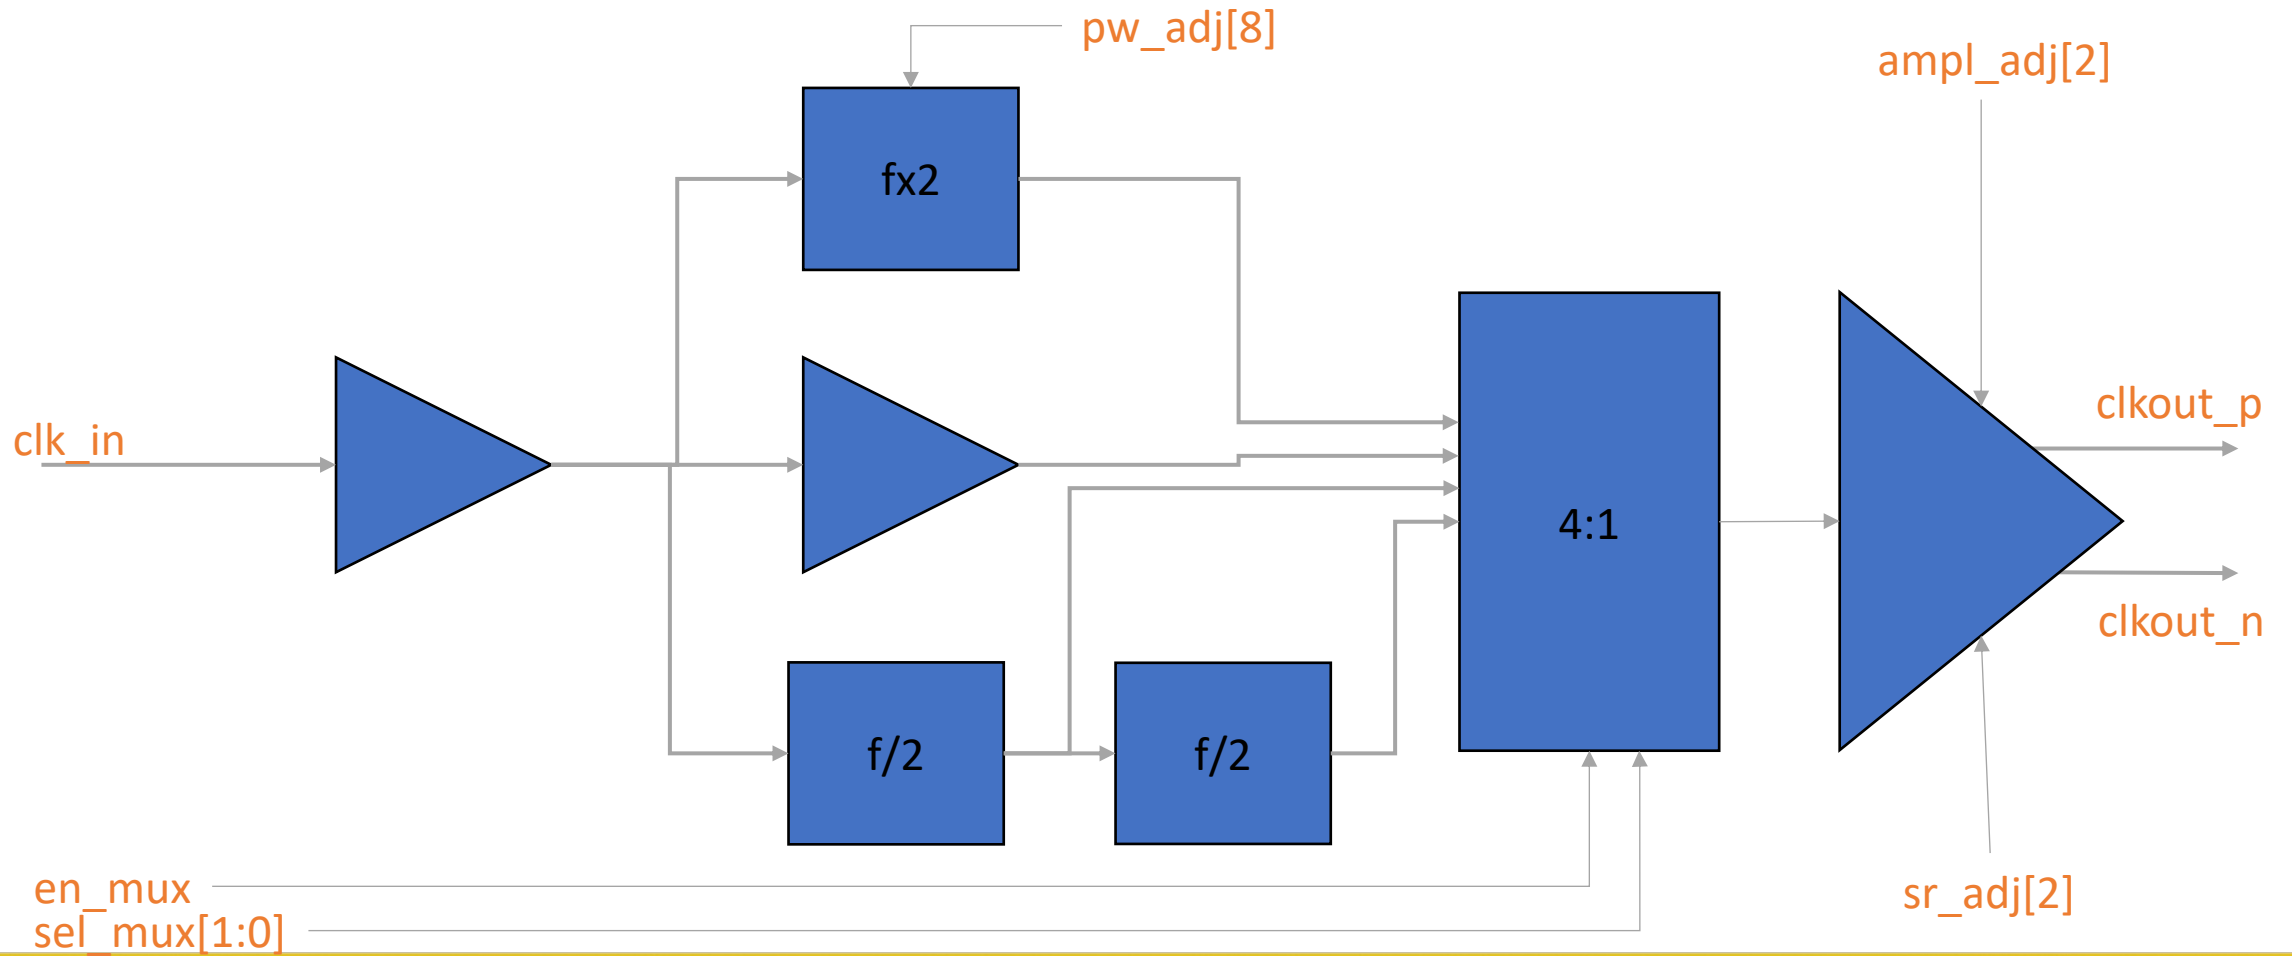 pw_adj[8]
ampl_adj[2]
fx2
clk_in
clkout_p
4:1
clkout_n
f/2
f/2
en_mux
sr_adj[2]
sel_mux[1:0]